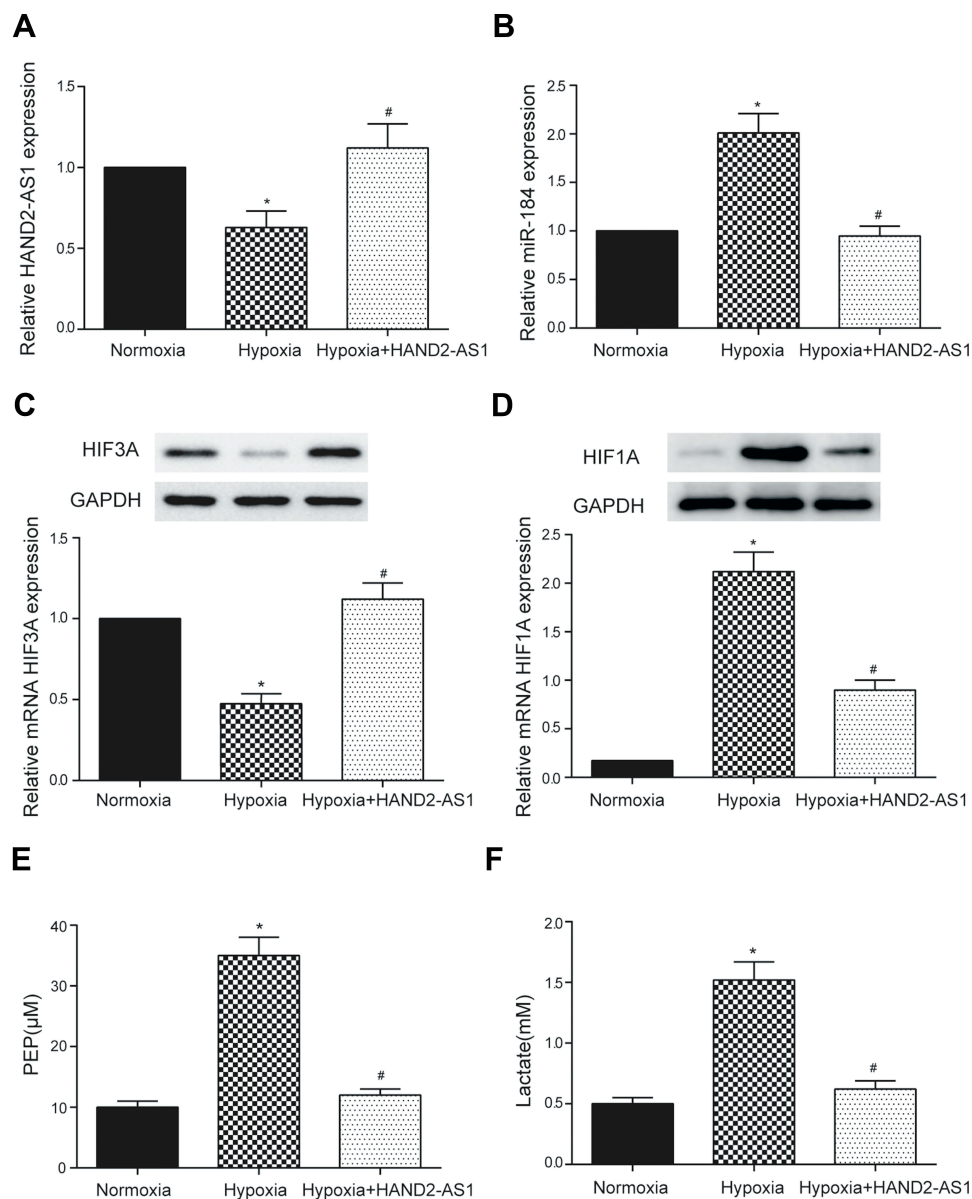 A
Relative HAND2-AS1 expression
1.5
1.0
0.5
0.0
*
#
Normoxia
Hypoxia
Hypoxia+HAND2-AS1
B
Relative miR-184 expression
2.5
2.0
1.5
1.0
0.5
0.0
*
#
Normoxia
Hypoxia
Hypoxia+HAND2-AS1
C
HIF3A
GAPDH
Relative mRNA HIF3A expression
1.5
1.0
0.5
0.0
*
#
Normoxia
Hypoxia
Hypoxia+HAND2-AS1
D
HIF1A
GAPDH
Relative mRNA HIF1A expression
2.5
2.0
1.5
1.0
0.5
0.0
*
#
Normoxia
Hypoxia
Hypoxia+HAND2-AS1
E
PEP(μM)
40
30
20
10
0
*
#
Normoxia
Hypoxia
Hypoxia+HAND2-AS1
F
Lactate(mM)
2.0
1.5
1.0
0.5
0.0
*
#
Normoxia
Hypoxia
Hypoxia+HAND2-AS1